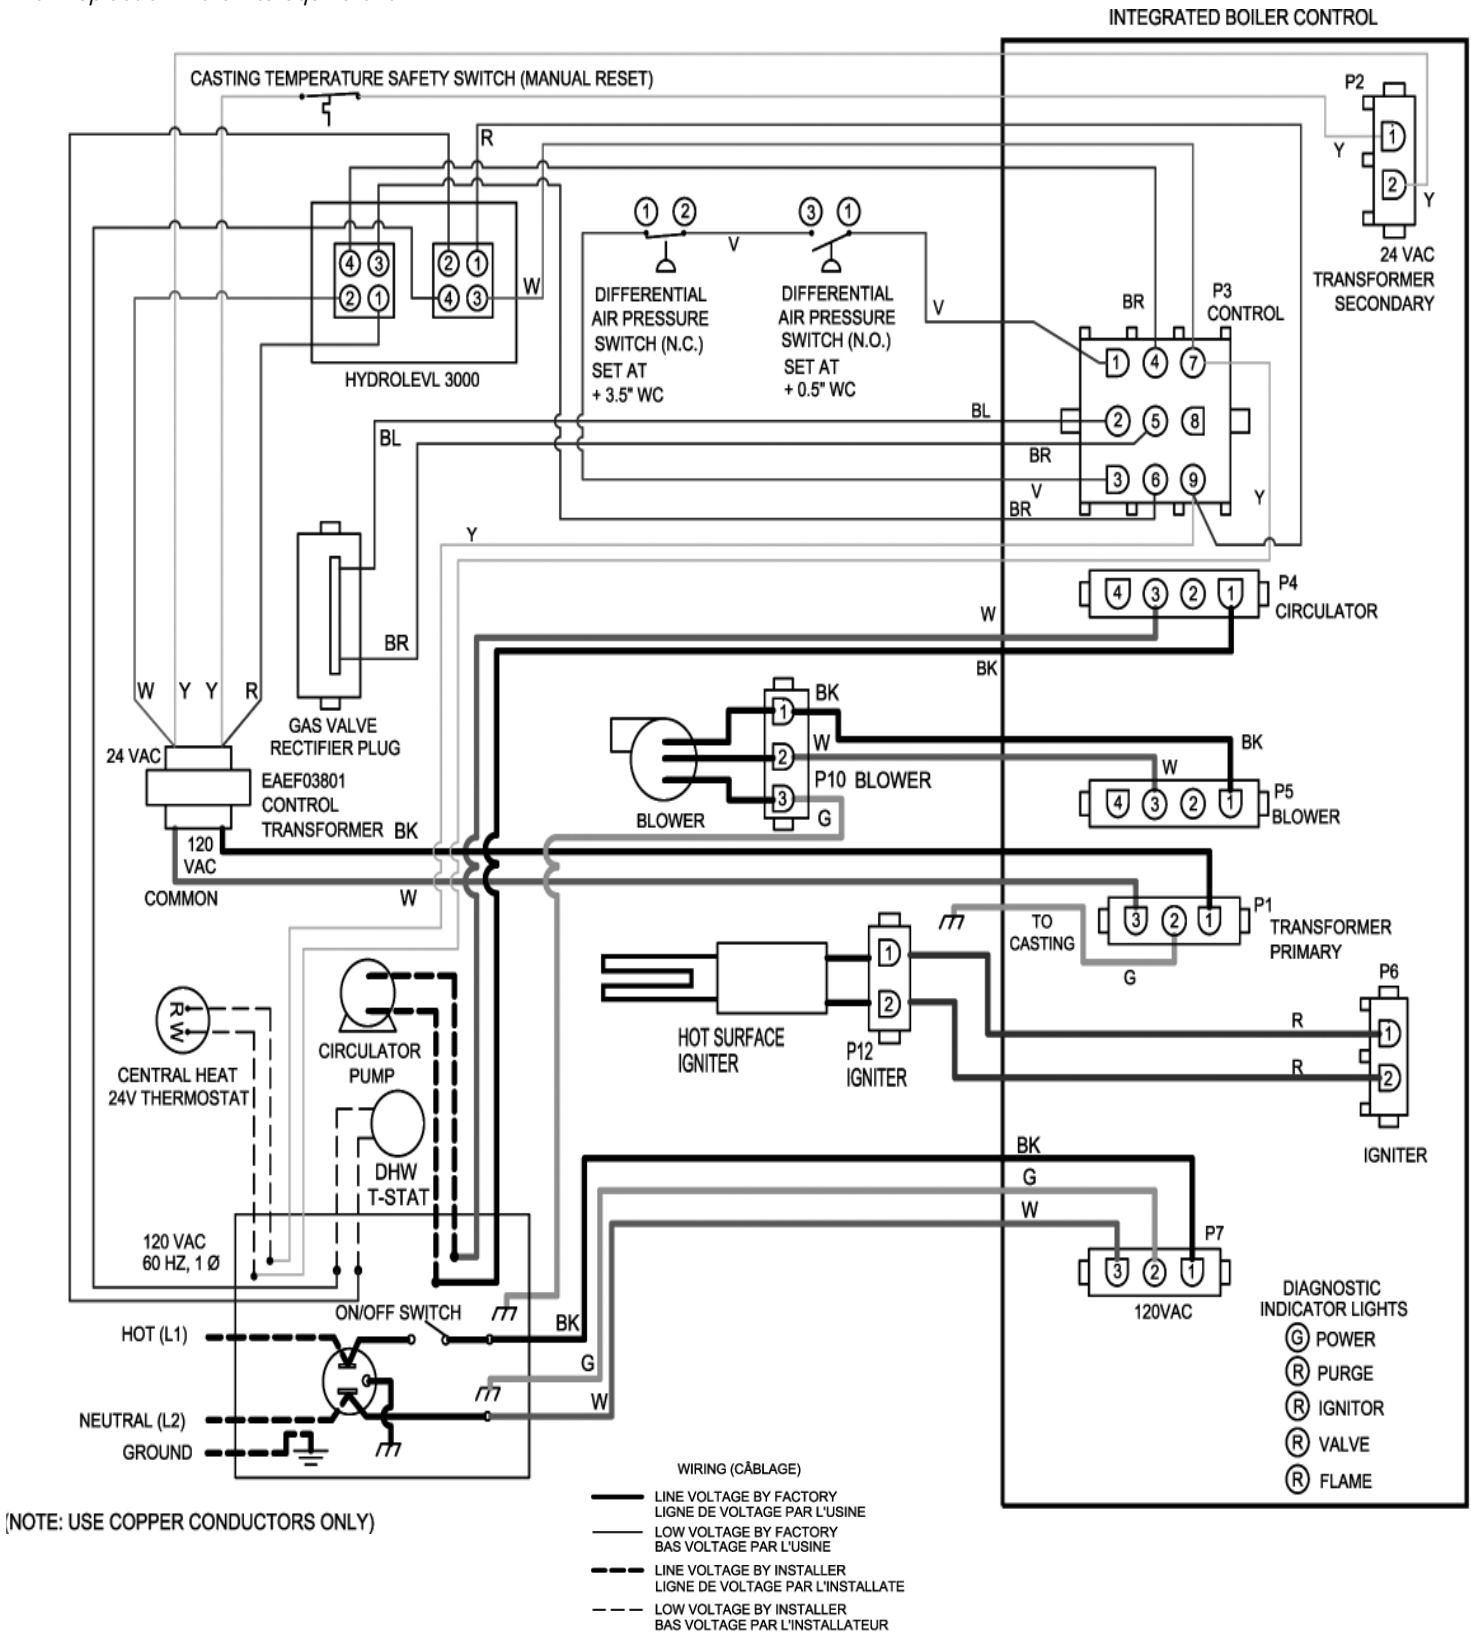 INTEGRATED BOILER CONTROL
CASTING TEMPERATURE SAFETY SWITCH (MANUAL RESET)
P2
1
Y
2
Y
24 VAC
TRANSFORMER
SECONDARY
R
4 3 2 1
2 1 4 3
W
HYDROLEVL 3000
1 2
V
3 1
DIFFERENTIAL
AIR PRESSURE
SWITCH (N.C.)
SET AT
+ 3.5" WC
DIFFERENTIAL
AIR PRESSURE
SWITCH (N.O.)
SET AT
+ 0.5" WC
V
BR
P3
CONTROL
1 4 7
2 5 8
3 6 9
BL
BR
V
BR
Y
BL
BR
Y
GAS VALVE
RECTIFIER PLUG
W Y Y R
24 VAC
EAEF03801
CONTROL
TRANSFORMER
BK
120
VAC
COMMON
W
4 3 2 1
P4
CIRCULATOR
W
BK
BLOWER
1
2
3
BK
W
G
P10 BLOWER
BK
W
4 3 2 1
P5
BLOWER
3 2 1
P1
TRANSFORMER
PRIMARY
TO
CASTING
G
HOT SURFACE
IGNITER
1
2
P12
IGNITER
R
R
P6
1
2
IGNITER
R
W
CENTRAL HEAT
24V THERMOSTAT
CIRCULATOR
PUMP
DHW
T-STAT
120 VAC
60 HZ, 1 Ø
BK
G
W
P7
3 2 1
120VAC
ON/OFF SWITCH
HOT (L1)
BK
G
W
NEUTRAL (L2)
GROUND
DIAGNOSTIC
INDICATOR LIGHTS
G POWER
R PURGE
R IGNITOR
R VALVE
R FLAME
WIRING (CÂBLAGE)
LINE VOLTAGE BY FACTORY
LIGNE DE VOLTAGE PAR L'USINE
LOW VOLTAGE BY FACTORY
BAS VOLTAGE PAR L'USINE
LINE VOLTAGE BY INSTALLER
LIGNE DE VOLTAGE PAR L'INSTALLATE
LOW VOLTAGE BY INSTALLER
BAS VOLTAGE PAR L'INSTALLATEUR
(NOTE: USE COPPER CONDUCTORS ONLY)